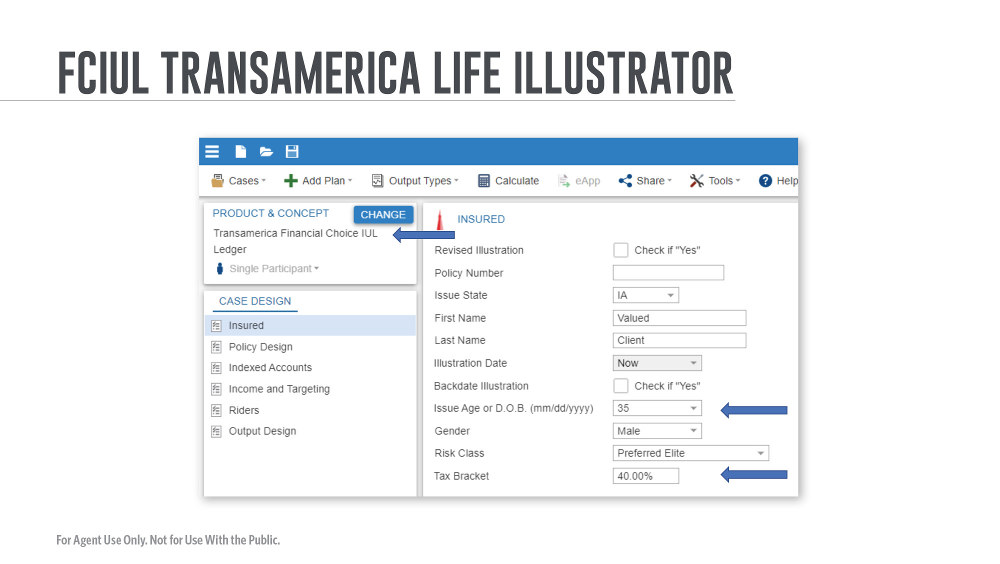 FCIUL TRANSAMERICA LIFE ILLUSTRATOR
Cases Add Plan Output Types Calculate eApp Share Tools ? Help
PRODUCT & CONCEPT CHANGE
Transamerica Financial Choice IUL
Ledger
Single Participant
CASE DESIGN
Insured
Policy Design
Indexed Accounts
Income and Targeting
Riders
Output Design
INSURED
Revised Illustration Check if "Yes"
Policy Number
Issue State IA
First Name Valued
Last Name Client
Illustration Date Now
Backdate Illustration Check if "Yes"
Issue Age or D.O.B. (mm/dd/yyyy) 35
Gender Male
Risk Class Preferred Elite
Tax Bracket 40.00%
For Agent Use Only. Not for Use With the Public.